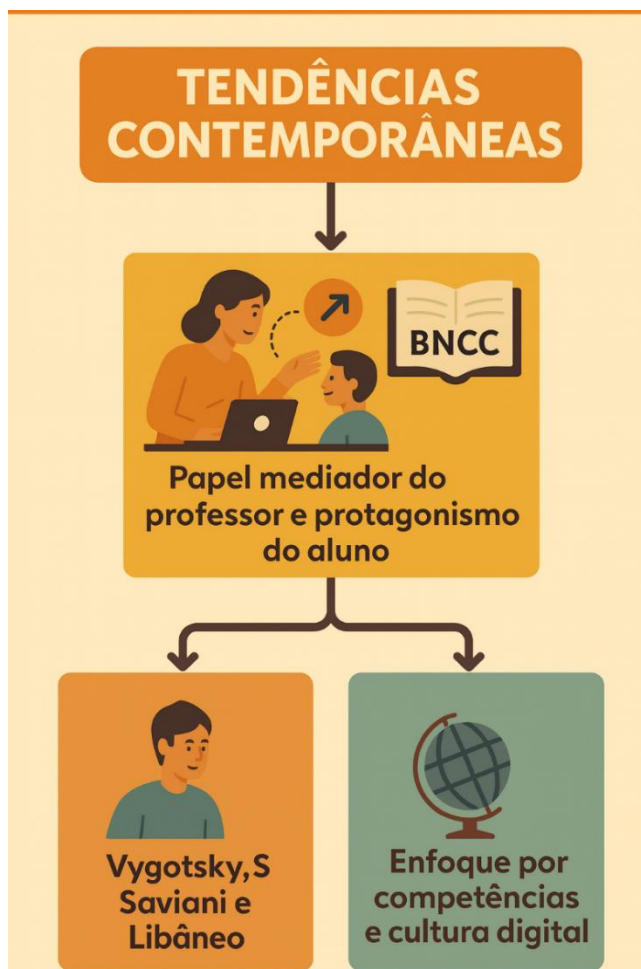 TENDÊNCIAS
CONTEMPORÂNEAS
BNCC
Papel mediador do
professor e protagonismo
do aluno
Vygotsky, S
Saviani e
Libâneo
Enfoque por
competências
e cultura digital